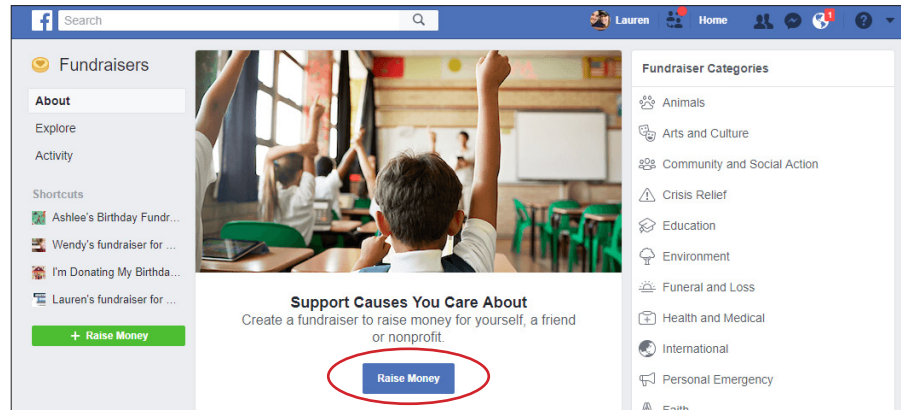 f
Search
Lauren
Home
1
?
Fundraisers
About
Explore
Activity
Shortcuts
Ashlee's Birthday Fundr...
Wendy's fundraiser for ...
I'm Donating My Birthda...
Lauren's fundraiser for ...
+ Raise Money
Support Causes You Care About
Create a fundraiser to raise money for yourself, a friend
or nonprofit.
Raise Money
Fundraiser Categories
Animals
Arts and Culture
Community and Social Action
Crisis Relief
Education
Environment
Funeral and Loss
Health and Medical
International
Personal Emergency
Faith